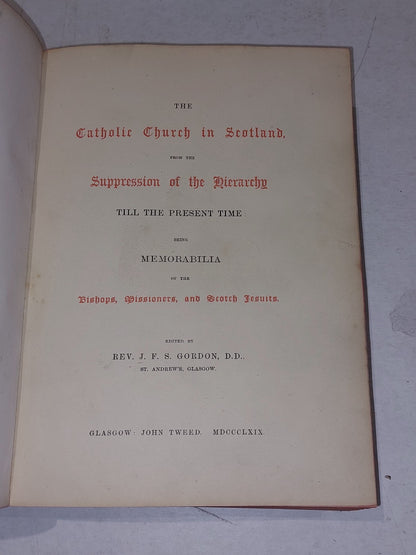 THE
Catholic Church in Scotland,
FROM THE
Suppression of the Hierarchy
TILL THE PRESENT TIME
BEING
MEMORABILIA
OF THE
Bishops, Missioners, and Scotch Jesuits.
EDITED BY
REV. J. F. S. GORDON, D.D.,
ST. ANDREW'S, GLASGOW.
GLASGOW: JOHN TWEED. MDCCCLXIX.